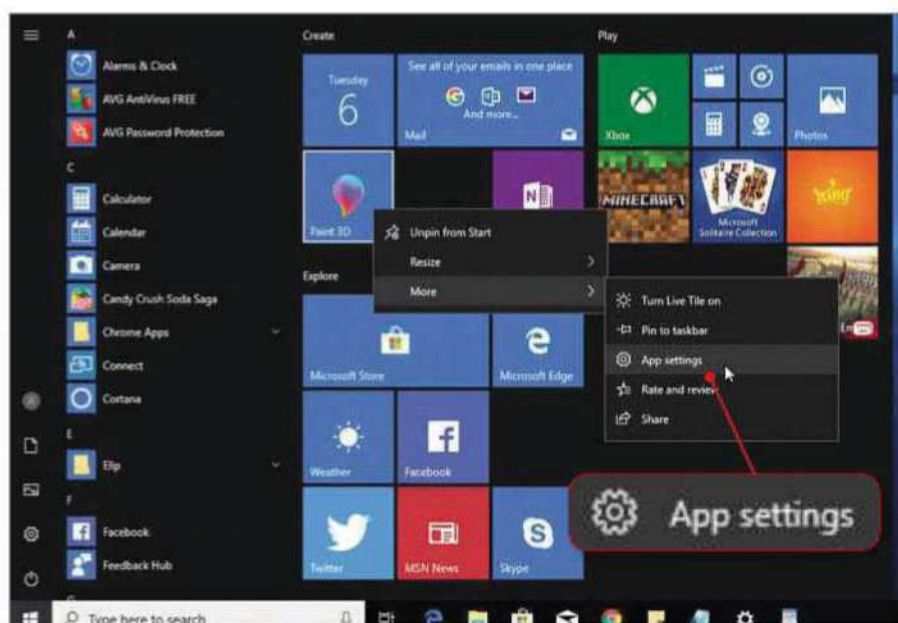 A
Alarms & Clock
AVG AntiVirus FREE
AVG Password Protection
C
Calculator
Calendar
Camera
Candy Crush Soda Saga
Chrome Apps
Connect
Cortana
E
Elip
F
Facebook
Feedback Hub
Type here to search
Create
Tuesday
6
See all of your emails in one place
And more...
Mail
Paint 3D
Unpin from Start
Resize
More
Explore
Microsoft Store
Microsoft Edge
Weather
Facebook
Twitter
MSN News
Skype
Play
Xbox
Photos
MINECRAFT
Microsoft
Solitaire Collection
King
Turn Live Tile on
Pin to taskbar
App settings
Rate and review
Share
App settings